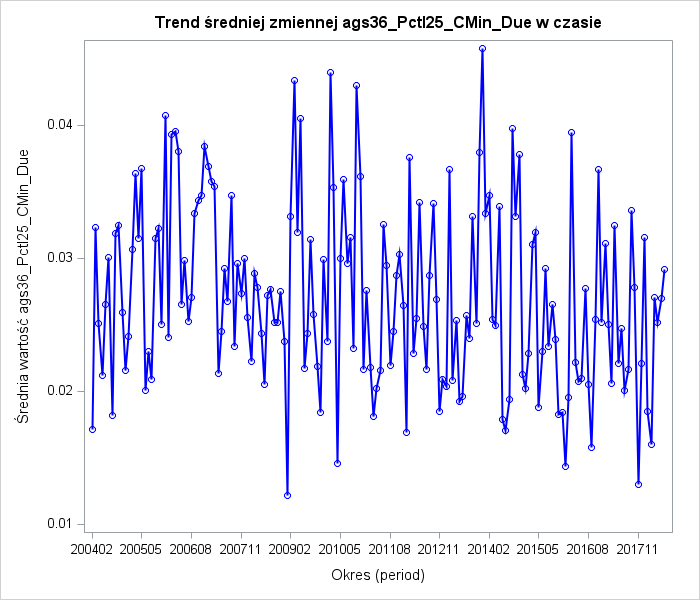 Trend średniej zmiennej ags36_Pctl25_CMin_Due w czasie
Średnia wartość ags36_Pctl25_CMin_Due
0.04
0.03
0.02
0.01
200402 200505 200608 200711 200902 201005 201108 201211 201402 201505 201608 201711
Okres (period)